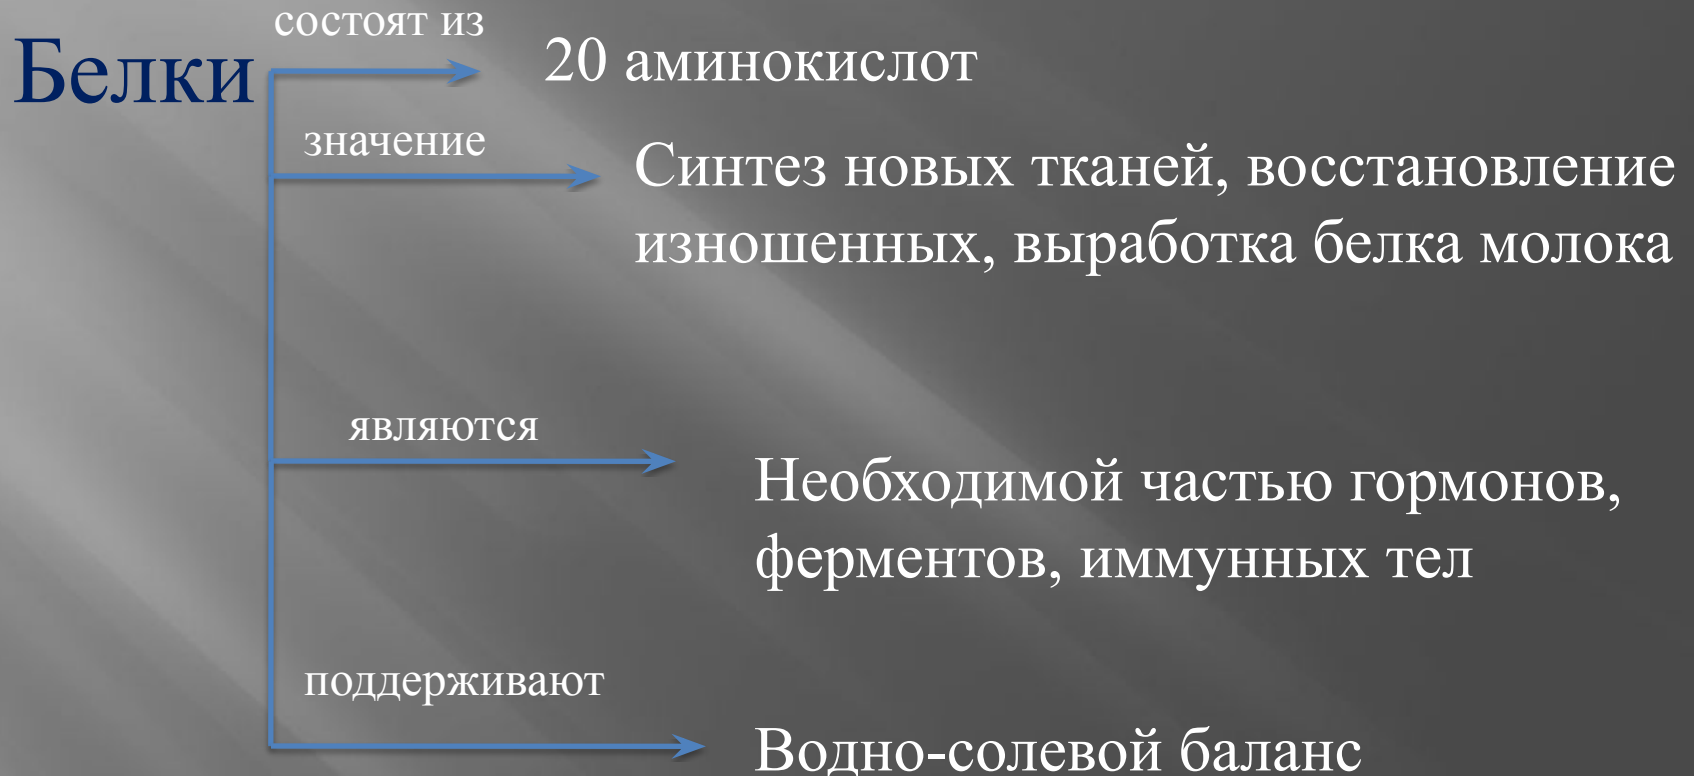 состоят из
Белки
20 аминокислот
значение
Синтез новых тканей, восстановление
изношенных, выработка белка молока
являются
Необходимой частью гормонов,
ферментов, иммунных тел
поддерживают
Водно-солевой баланс